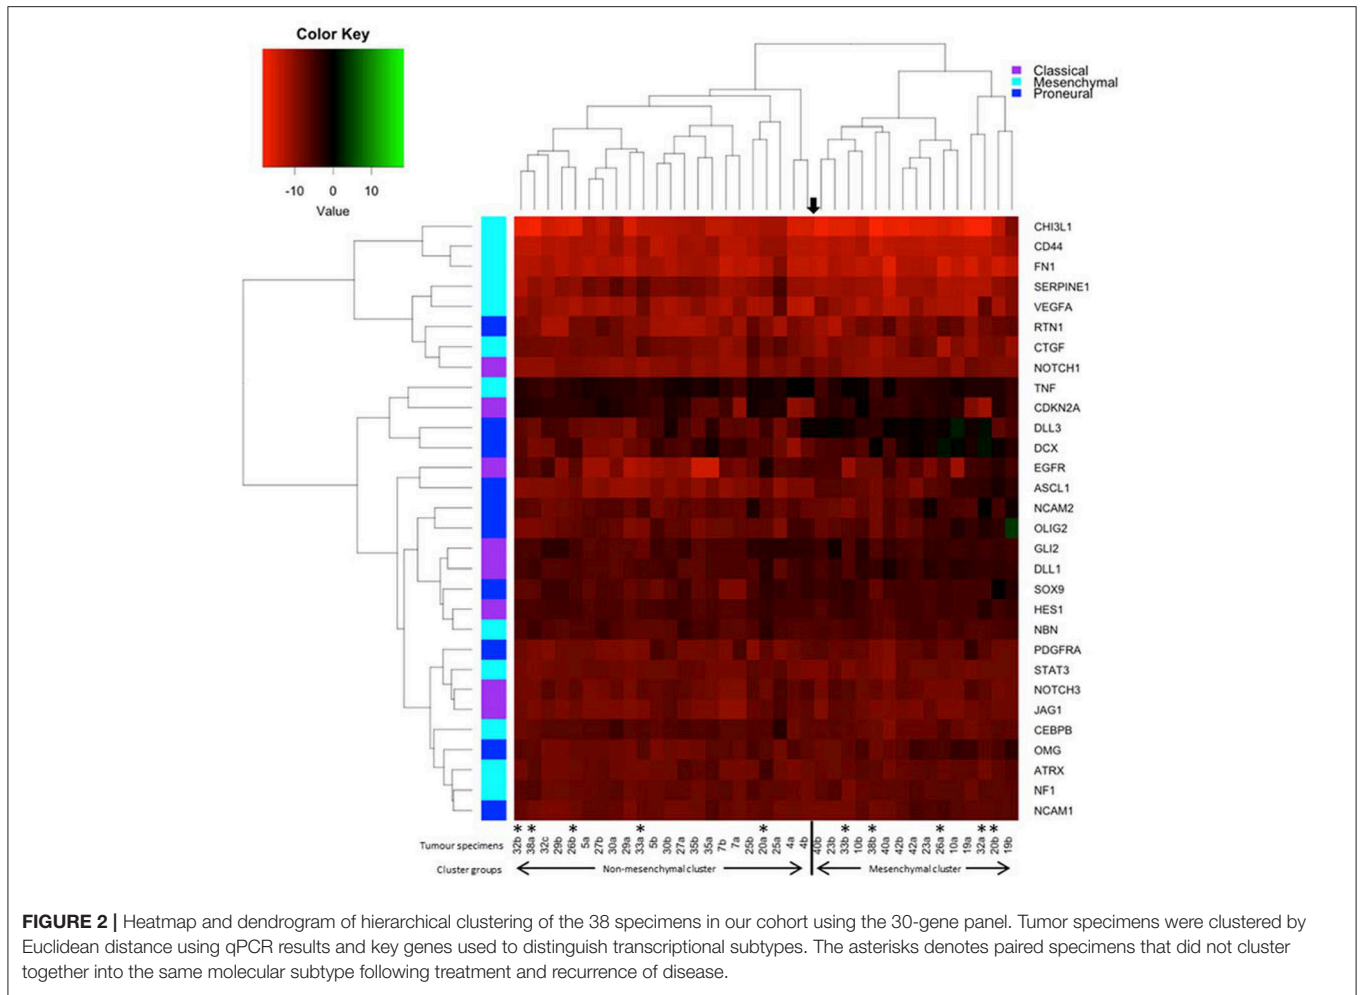 Color Key
-10 0 10
Value
Classical
Mesenchymal
Proneural
CHI3L1
CD44
FN1
SERPINE1
VEGFA
RTN1
CTGF
NOTCH1
TNF
CDKN2A
DLL3
DCX
EGFR
ASCL1
NCAM2
OLIG2
GLI2
DLL1
SOX9
HES1
NBN
PDGFRA
STAT3
NOTCH3
JAG1
CEBPB
OMG
ATRX
NF1
NCAM1
* * * * * * * * * *
Tumour specimens 32b 38a 32c 29b 26b 5a 27b 30a 29a 33a 5b 30b 27a 35b 35a 7b 7a 25b 20a 25a 4a 4b 40b 23b 33b 10b 38b 40a 42b 42a 23a 26a 10a 19a 32a 20b 19b
Cluster groups Non-mesenchymal cluster Mesenchymal cluster
FIGURE 2 | Heatmap and dendrogram of hierarchical clustering of the 38 specimens in our cohort using the 30-gene panel. Tumor specimens were clustered by
Euclidean distance using qPCR results and key genes used to distinguish transcriptional subtypes. The asterisks denotes paired specimens that did not cluster
together into the same molecular subtype following treatment and recurrence of disease.